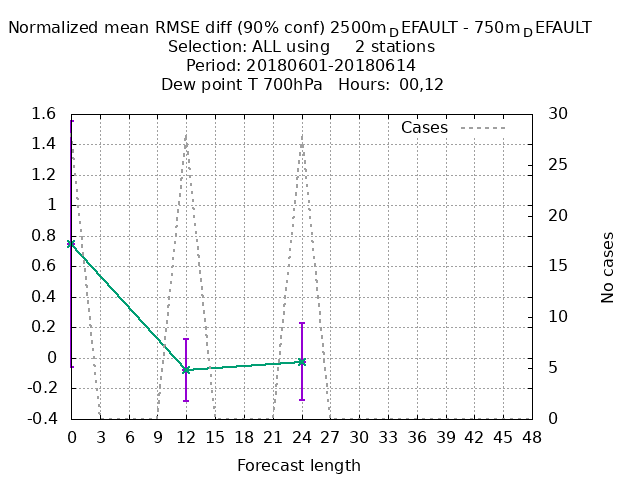 Normalized mean RMSE diff (90% conf) 2500m_DEFAULT - 750m_DEFAULT
Selection: ALL using     2 stations
Period: 20180601-20180614
Dew point T 700hPa   Hours: 00,12
Cases
1.6
1.4
1.2
1
0.8
0.6
0.4
0.2
0
-0.2
-0.4
30
25
20
15
10
5
0
No cases
0 3 6 9 12 15 18 21 24 27 30 33 36 39 42 45 48
Forecast length